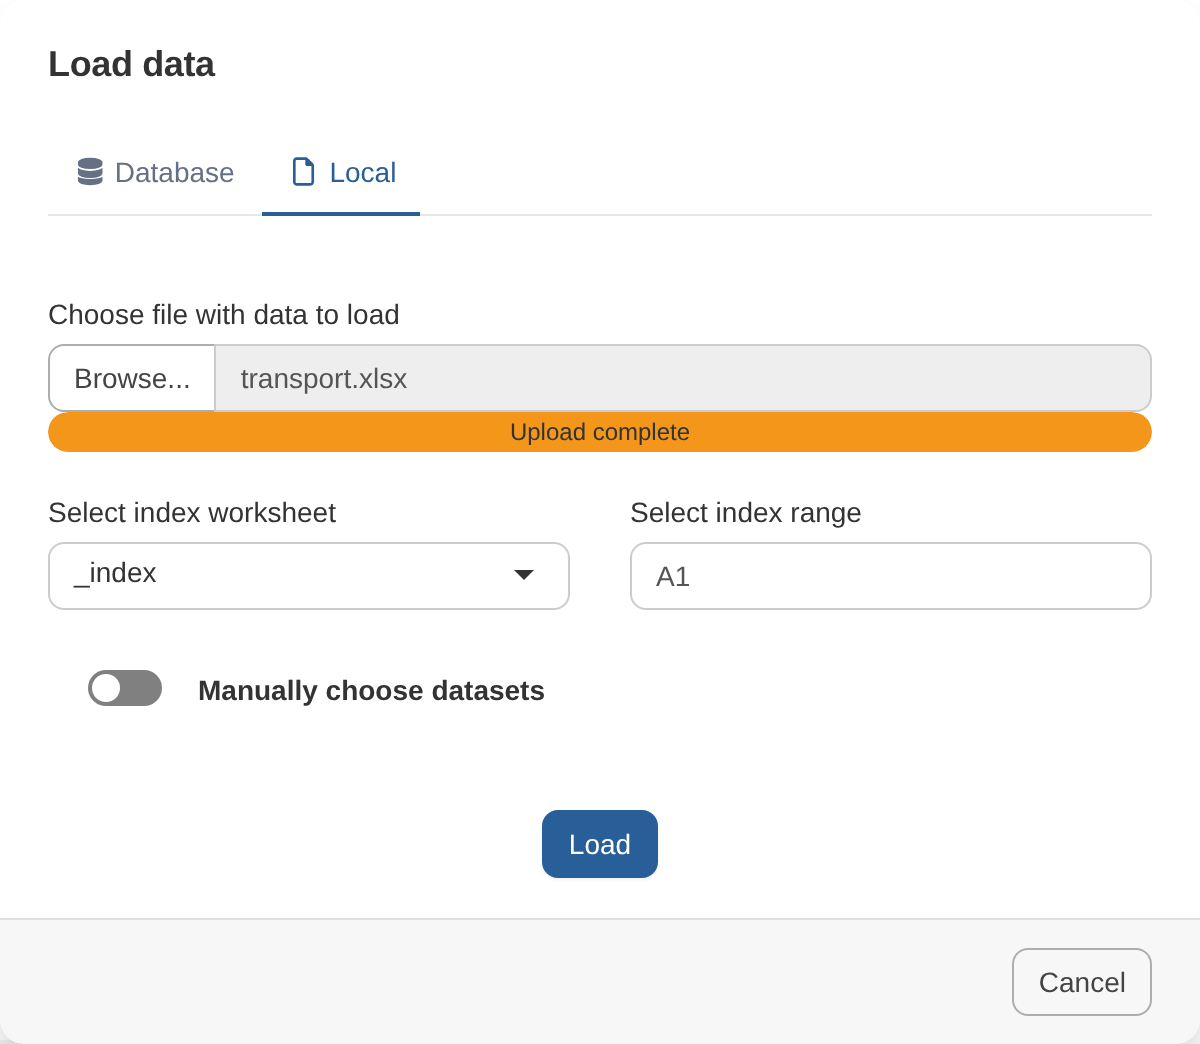 Load data
Database Local
Choose file with data to load
Browse... transport.xlsx
Upload complete
Select index worksheet Select index range
_index A1
Manually choose datasets
Load
Cancel